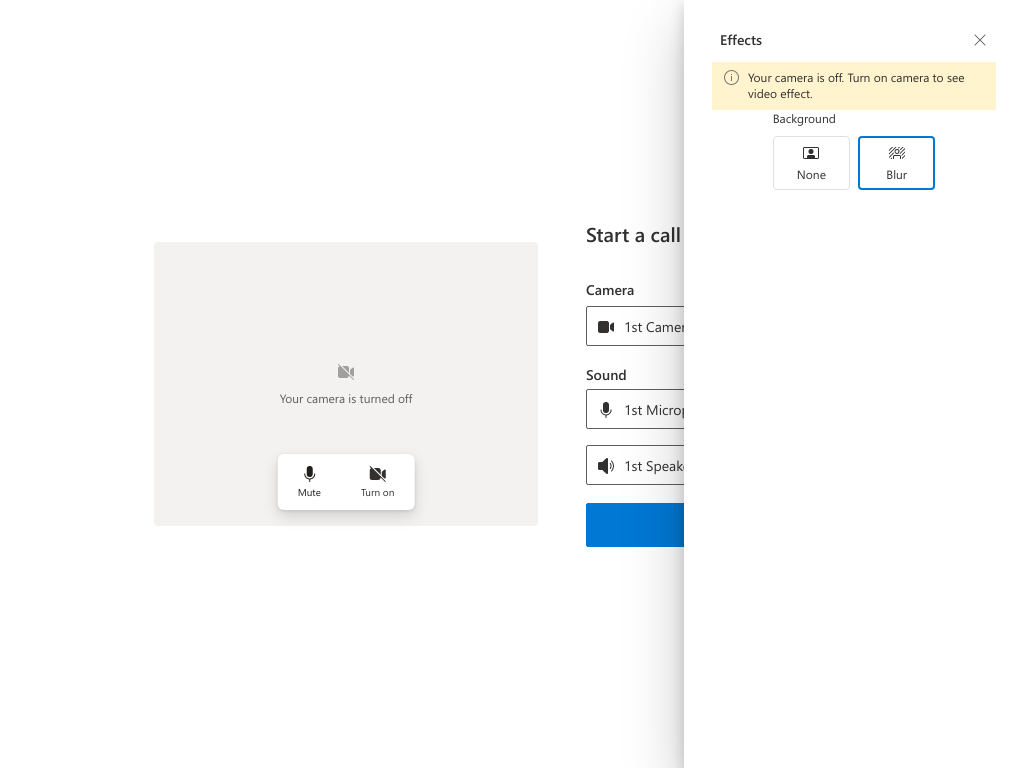 Effects
Your camera is off. Turn on camera to see
video effect.
Background
None
Blur
Start a call
Camera
1st Camer
Your camera is turned off
Sound
1st Microp
1st Speak
Mute
Turn on